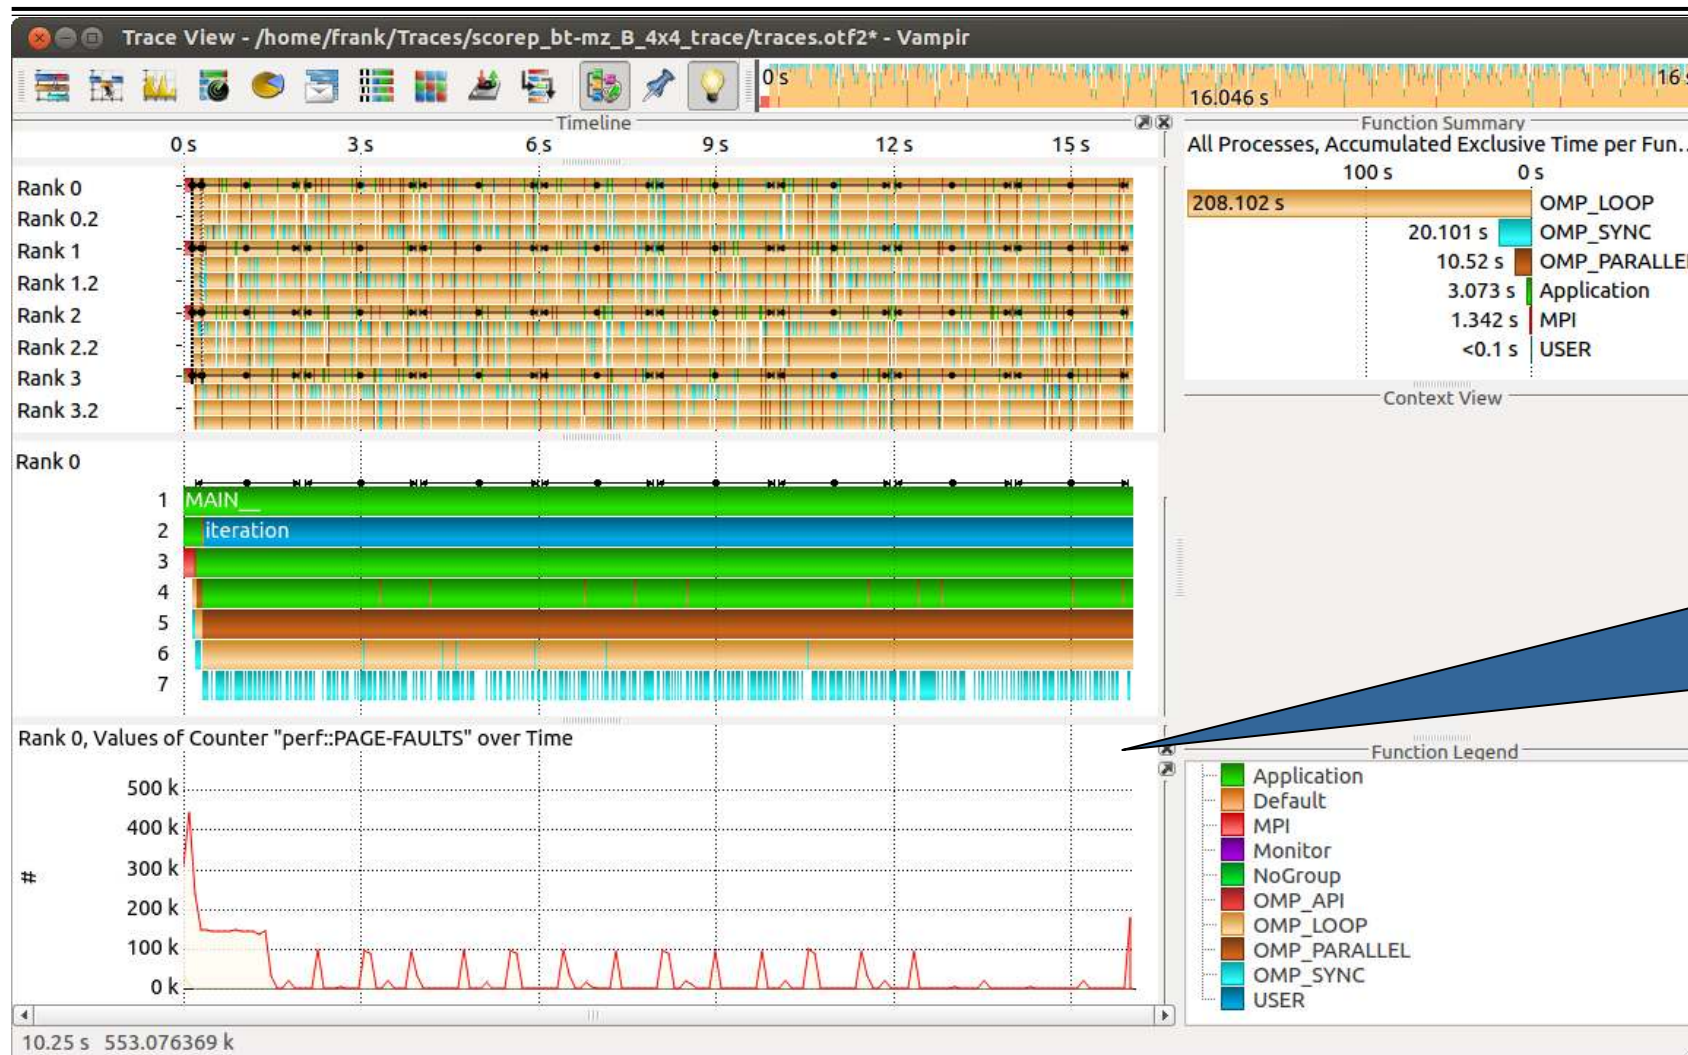 Trace View - /home/frank/Traces/scorep_bt-mz_B_4x4_trace/traces.otf2* - Vampir
0 s 16 s
16.046 s
Timeline
0 s 3 s 6 s 9 s 12 s 15 s
Rank 0
Rank 0.2
Rank 1
Rank 1.2
Rank 2
Rank 2.2
Rank 3
Rank 3.2
Rank 0
1 MAIN__
2 iteration
3
4
5
6
7
Rank 0, Values of Counter "perf::PAGE-FAULTS" over Time
500 k
400 k
300 k
200 k
100 k
0 k
#
10.25 s 553.076369 k
Function Summary
All Processes, Accumulated Exclusive Time per Fun..
100 s 0 s
208.102 s OMP_LOOP
20.101 s OMP_SYNC
10.52 s OMP_PARALLEL
3.073 s Application
1.342 s MPI
<0.1 s USER
Context View
Function Legend
Application
Default
MPI
Monitor
NoGroup
OMP_API
OMP_LOOP
OMP_PARALLEL
OMP_SYNC
USER